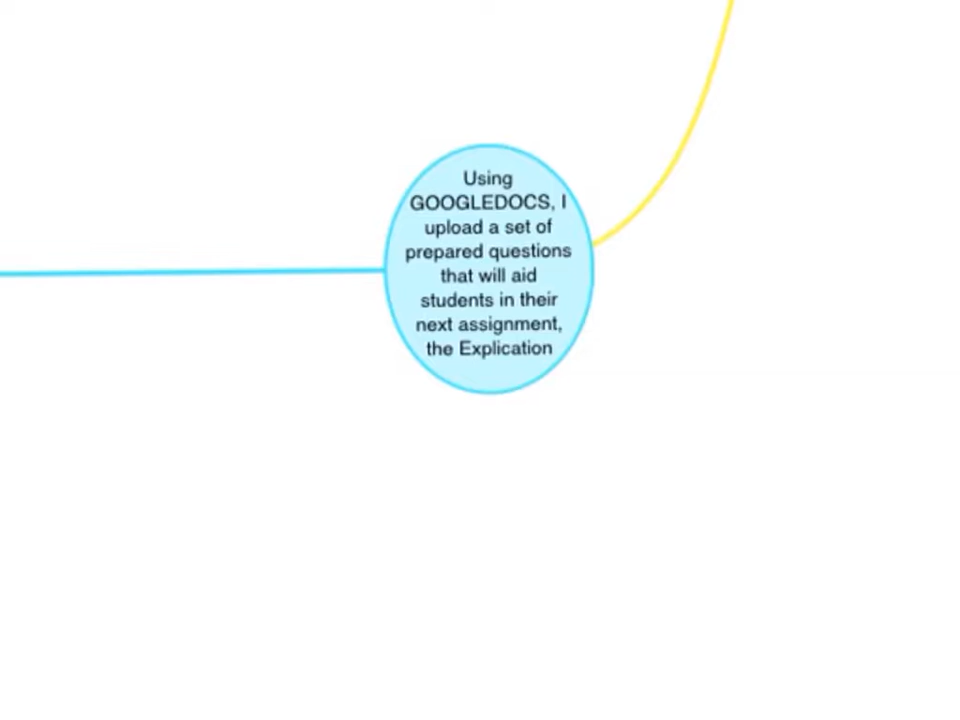 Using
GOOGLEDOCS, I
upload a set of
prepared questions
that will aid
students in their
next assignment,
the Explication